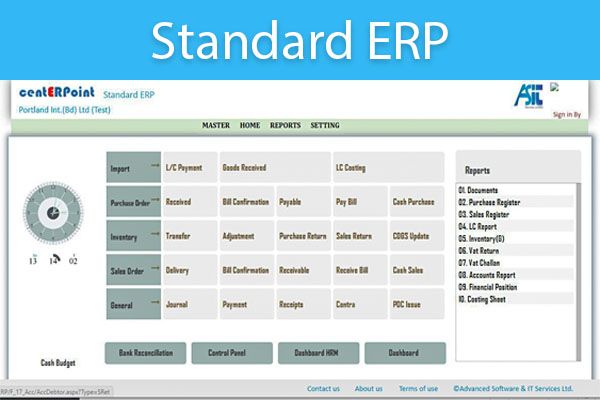 Standard ERP
centERPoint Standard ERP
ASIT
Portland Int.(Bd) Ltd (Test)
Sign in By
MASTER HOME REPORTS SETTING
Import L/C Payment Goods Received LC Costing
Purchase Order Received Bill Confirmation Payable Pay Bill Cash Purchase
Inventory Transfer Adjustment Purchase Return Sales Return COGS Update
Sales Order Delivery Bill Confirmation Receivable Receive Bill Cash Sales
General Journal Payment Receipts Contra PDC Issue
13 14 02
Cash Budget
Bank Reconcillation Control Panel Dashboard HRM Dashboard
Reports
01. Documents
02. Purchase Register
03. Sales Register
04. LC Report
05. Inventory(G)
06. Vat Return
07. Vat Challan
08. Accounts Report
09. Financial Position
10. Costing Sheet
RP/F_17_Acc/AccDebtor.aspx?Type=SRet
Contact us About us Terms of use ©Advanced Software & IT Services Ltd.